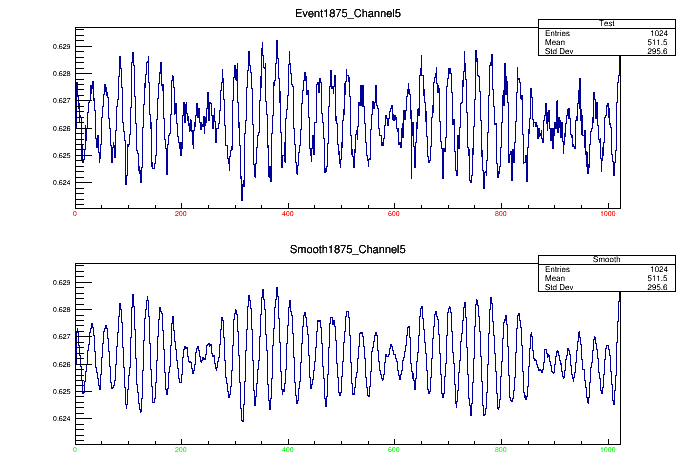 Event1875_Channel5
Test
Entries 1024
Mean 511.5
Std Dev 295.6
0.629
0.628
0.627
0.626
0.625
0.624
0 200 400 600 800 1000
Smooth1875_Channel5
Smooth
Entries 1024
Mean 511.5
Std Dev 295.6
0.629
0.628
0.627
0.626
0.625
0.624
0 200 400 600 800 1000